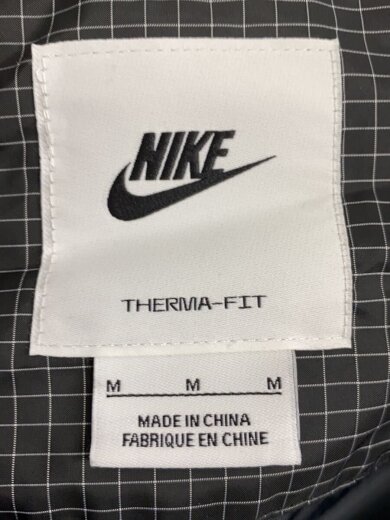 NIKE
THERMA-FIT
M M M
MADE IN CHINA
FABRIQUE EN CHINE